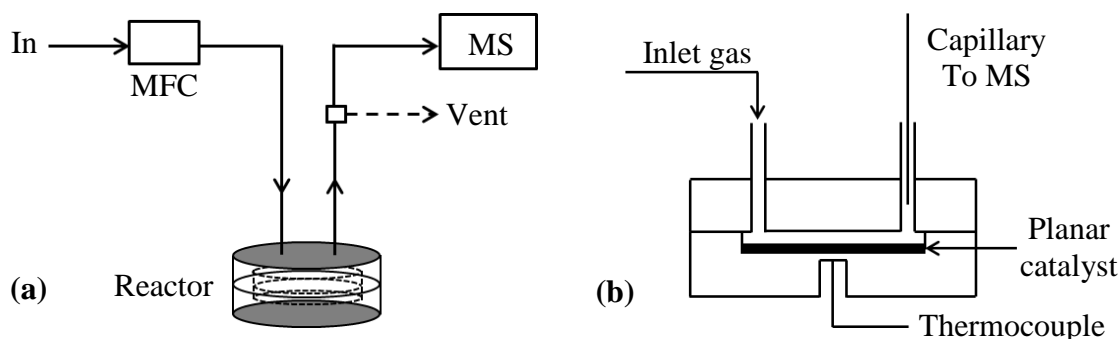 In
MFC
MS
Vent
Reactor
(a)
Inlet gas
Capillary
To MS
Planar
catalyst
(b)
Thermocouple